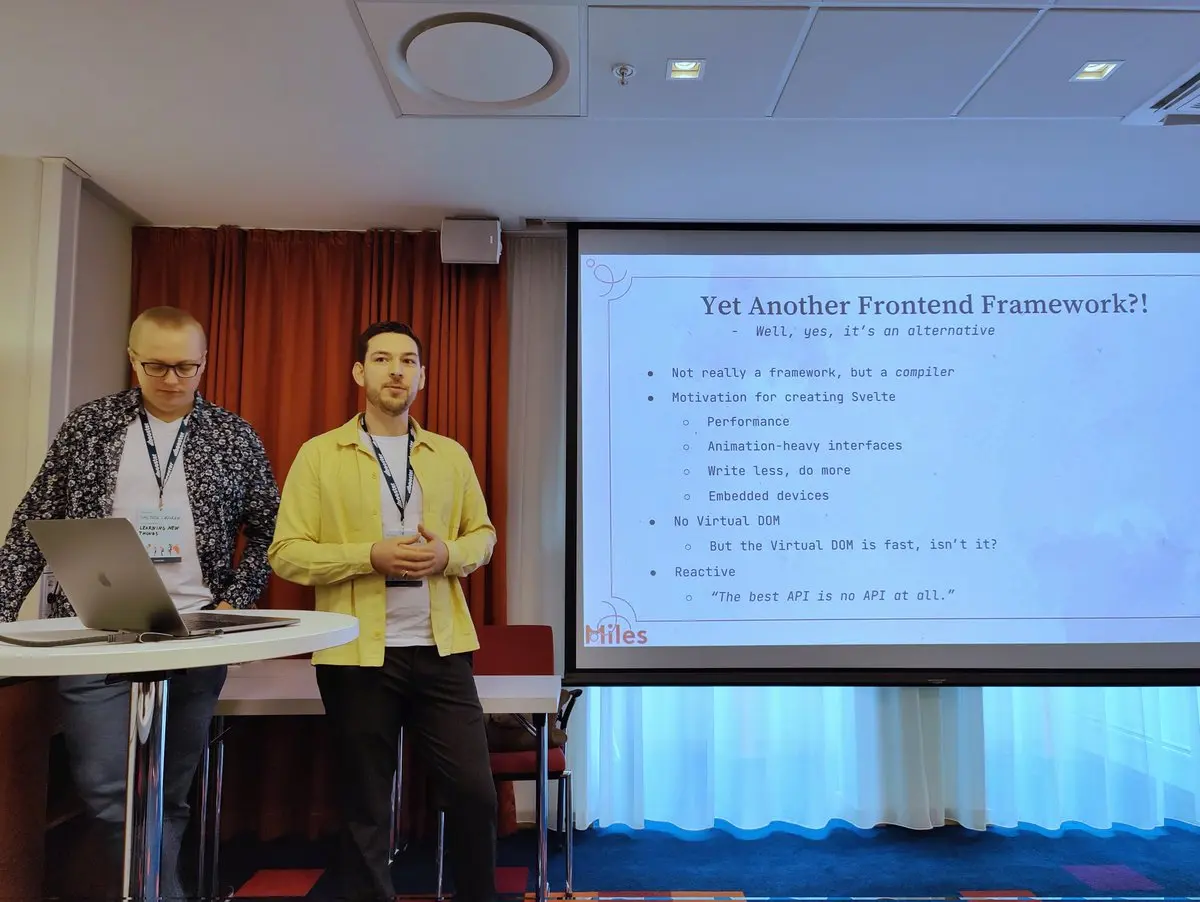 Yet Another Frontend Framework?!
- Well, yes, it's an alternative
● Not really a framework, but a compiler
● Motivation for creating Svelte
○ Performance
○ Animation-heavy interfaces
○ Write less, do more
○ Embedded devices
● No Virtual DOM
○ But the Virtual DOM is fast, isn't it?
● Reactive
○ "The best API is no API at all."
Miles
LEARNING NEW
THINGS